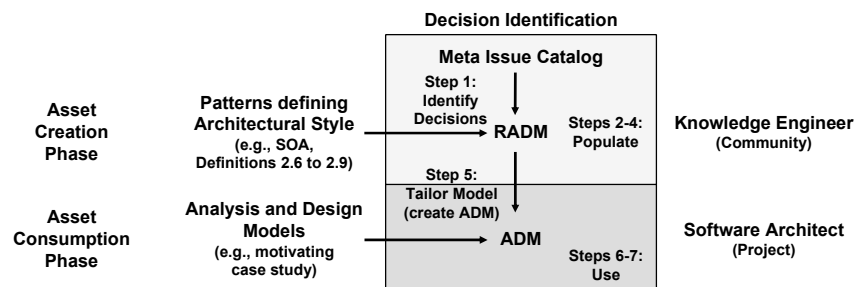 Decision Identification
Meta Issue Catalog
Step 1:
Identify
Decisions
Asset
Creation
Phase
Patterns defining
Architectural Style
(e.g., SOA,
Definitions 2.6 to 2.9)
RADM
Steps 2-4:
Populate
Knowledge Engineer
(Community)
Step 5:
Tailor Model
(create ADM)
Asset
Consumption
Phase
Analysis and Design
Models
(e.g., motivating
case study)
ADM
Steps 6-7:
Use
Software Architect
(Project)